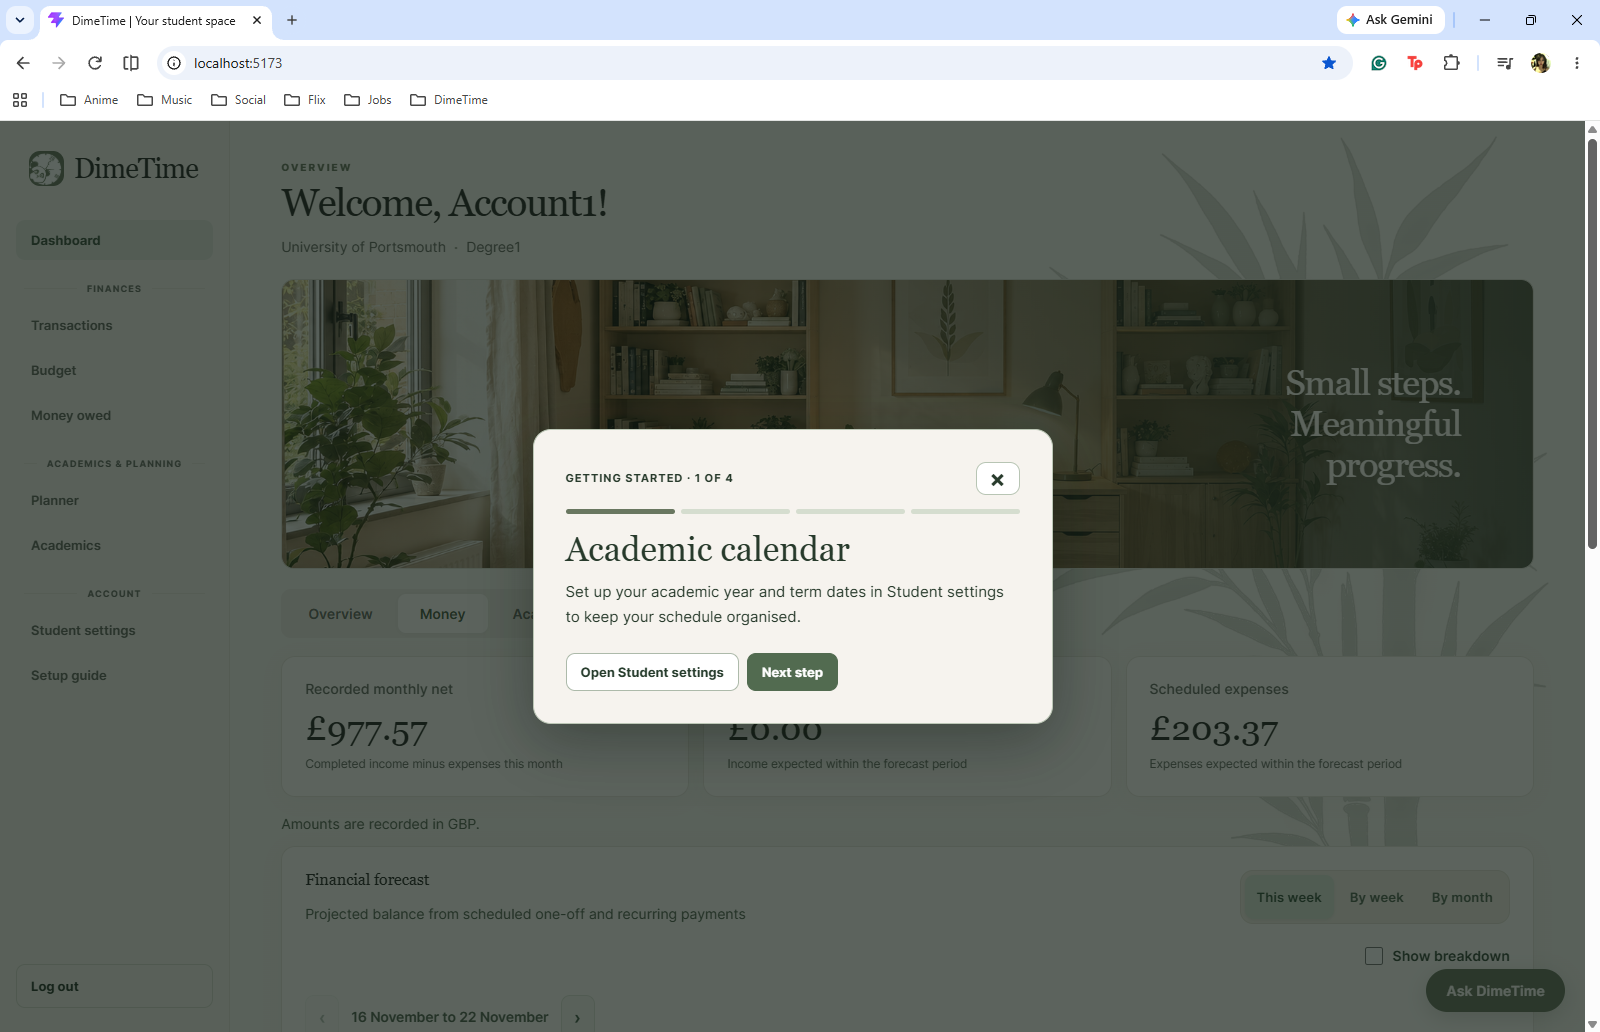 DimeTime | Your student space
Ask Gemini
localhost:5173
Anime
Music
Social
Flix
Jobs
DimeTime
DimeTime
Dashboard
FINANCES
Transactions
Budget
Money owed
ACADEMICS & PLANNING
Planner
Academics
ACCOUNT
Student settings
Setup guide
Log out
OVERVIEW
Welcome, Account1!
University of Portsmouth · Degree1
Small steps.
Meaningful
progress.
GETTING STARTED · 1 OF 4
Academic calendar
Set up your academic year and term dates in Student settings
to keep your schedule organised.
Open Student settings
Next step
Overview
Money
Recorded monthly net
£977.57
Completed income minus expenses this month
£0.00
Income expected within the forecast period
Scheduled expenses
£203.37
Expenses expected within the forecast period
Amounts are recorded in GBP.
Financial forecast
Projected balance from scheduled one-off and recurring payments
This week
By week
By month
Show breakdown
16 November to 22 November
Ask DimeTime